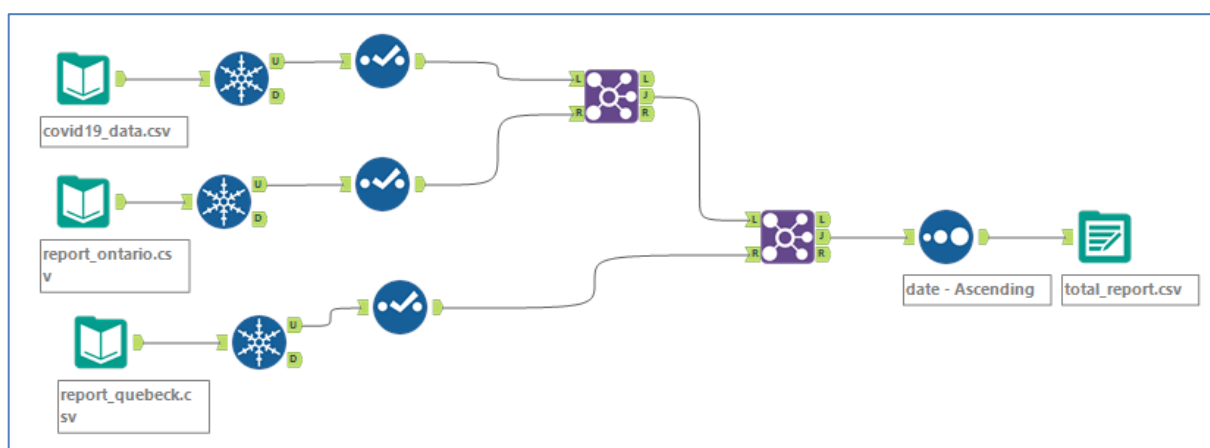 U
D
L
R
L
J
R
covid19_data.csv
U
D
report_ontario.cs
v
L
R
L
J
R
date - Ascending
total_report.csv
U
D
report_quebeck.c
sv